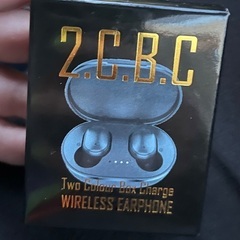 2.C.B.C
Two Colour Box Charge
WIRELESS EARPHONE